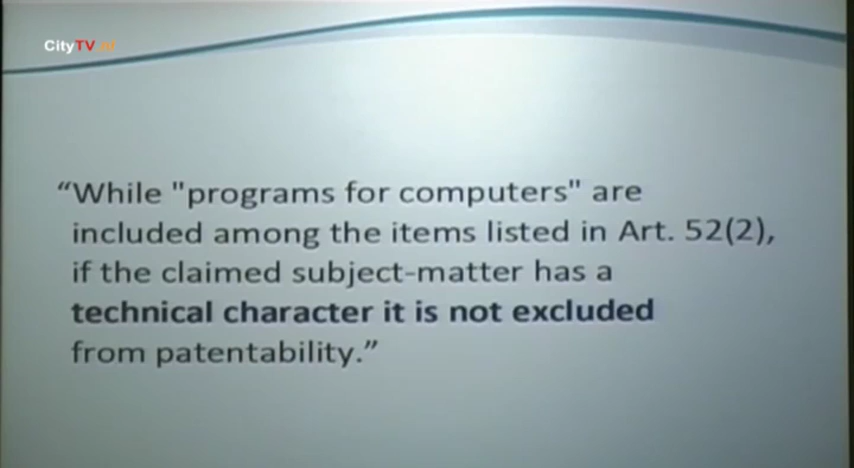 CityTV.nl
“While "programs for computers" are
included among the items listed in Art. 52(2),
if the claimed subject-matter has a
technical character it is not excluded
from patentability.”